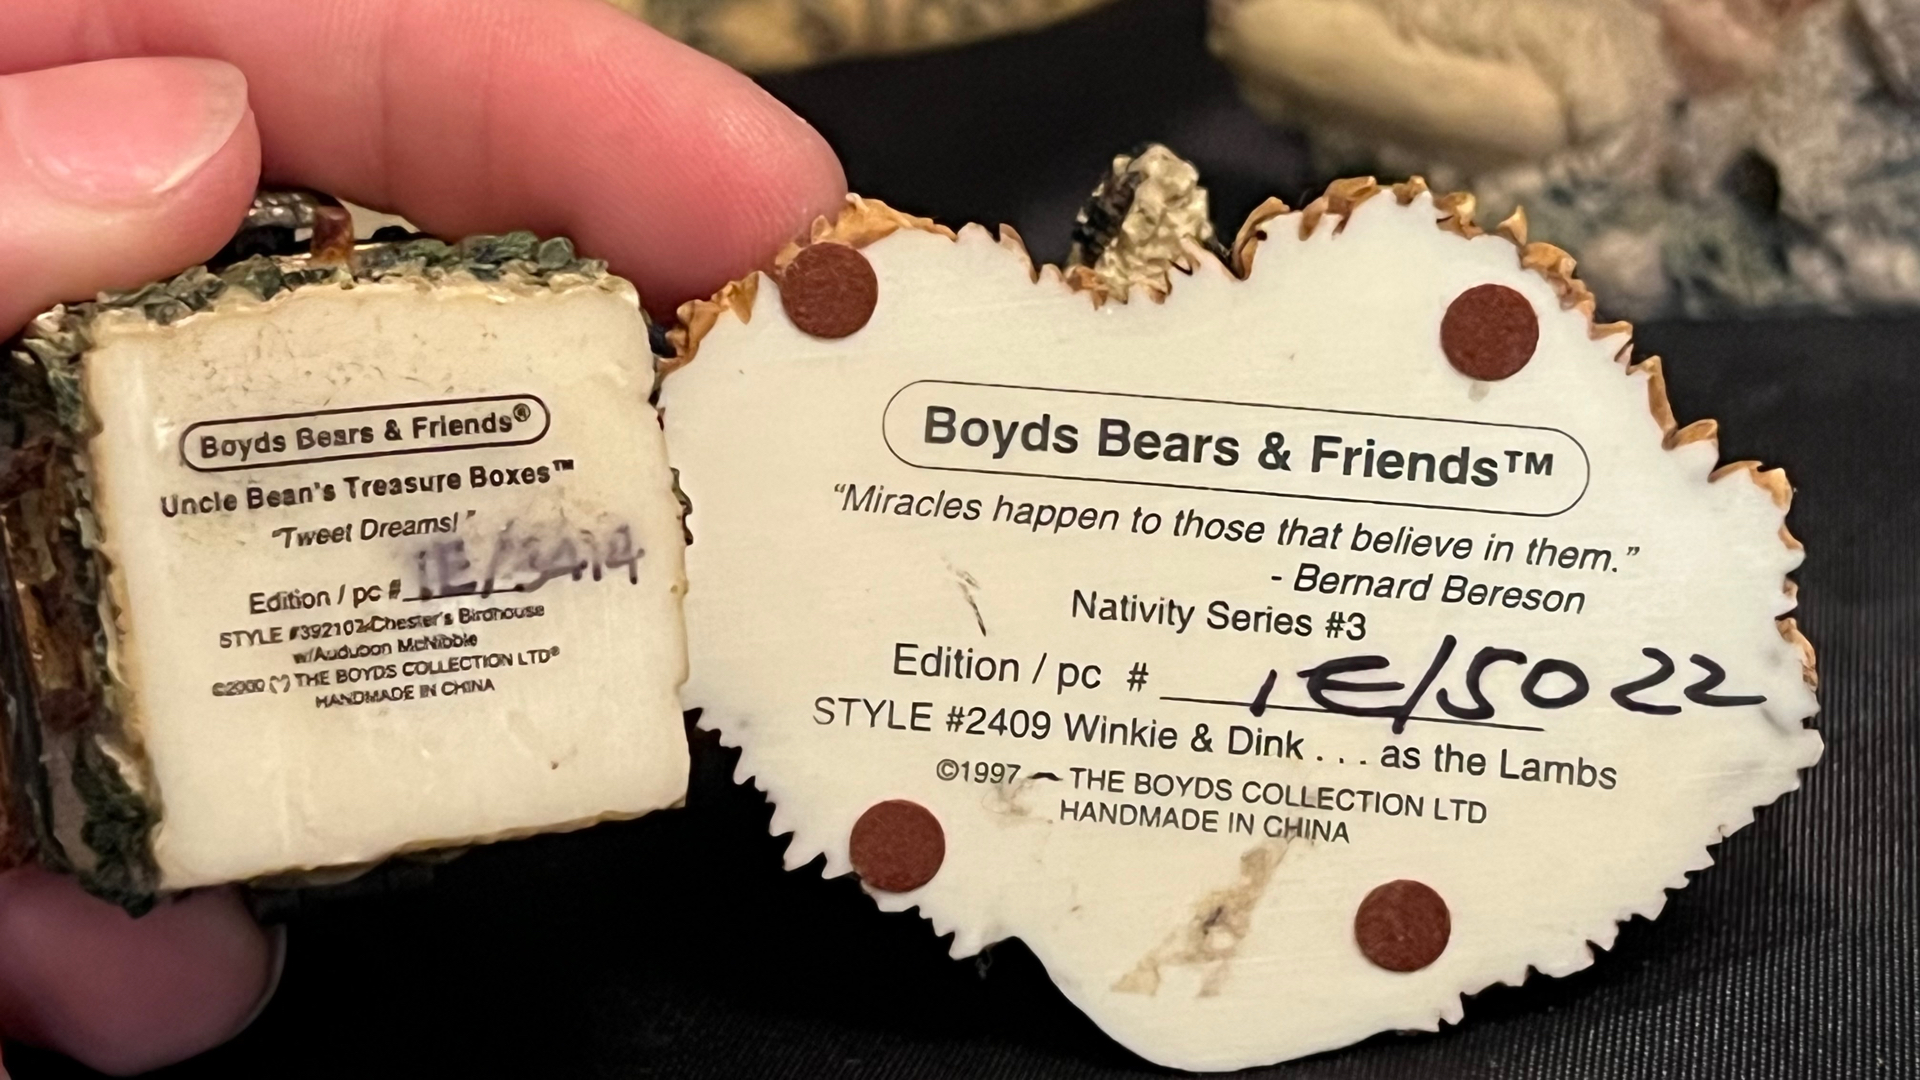 Boyds Bears & Friends®
Uncle Bean's Treasure Boxes™
"Tweet Dreams!"
Edition / pc # 1E/3414
STYLE #392102 Chester's Birdhouse
w/Audubon McNibble
©2000 THE BOYDS COLLECTION LTD®
HANDMADE IN CHINA
Boyds Bears & Friends™
"Miracles happen to those that believe in them."
- Bernard Bereson
Nativity Series #3
Edition / pc # 1E/5022
STYLE #2409 Winkie & Dink . . . as the Lambs
©1997 THE BOYDS COLLECTION LTD
HANDMADE IN CHINA